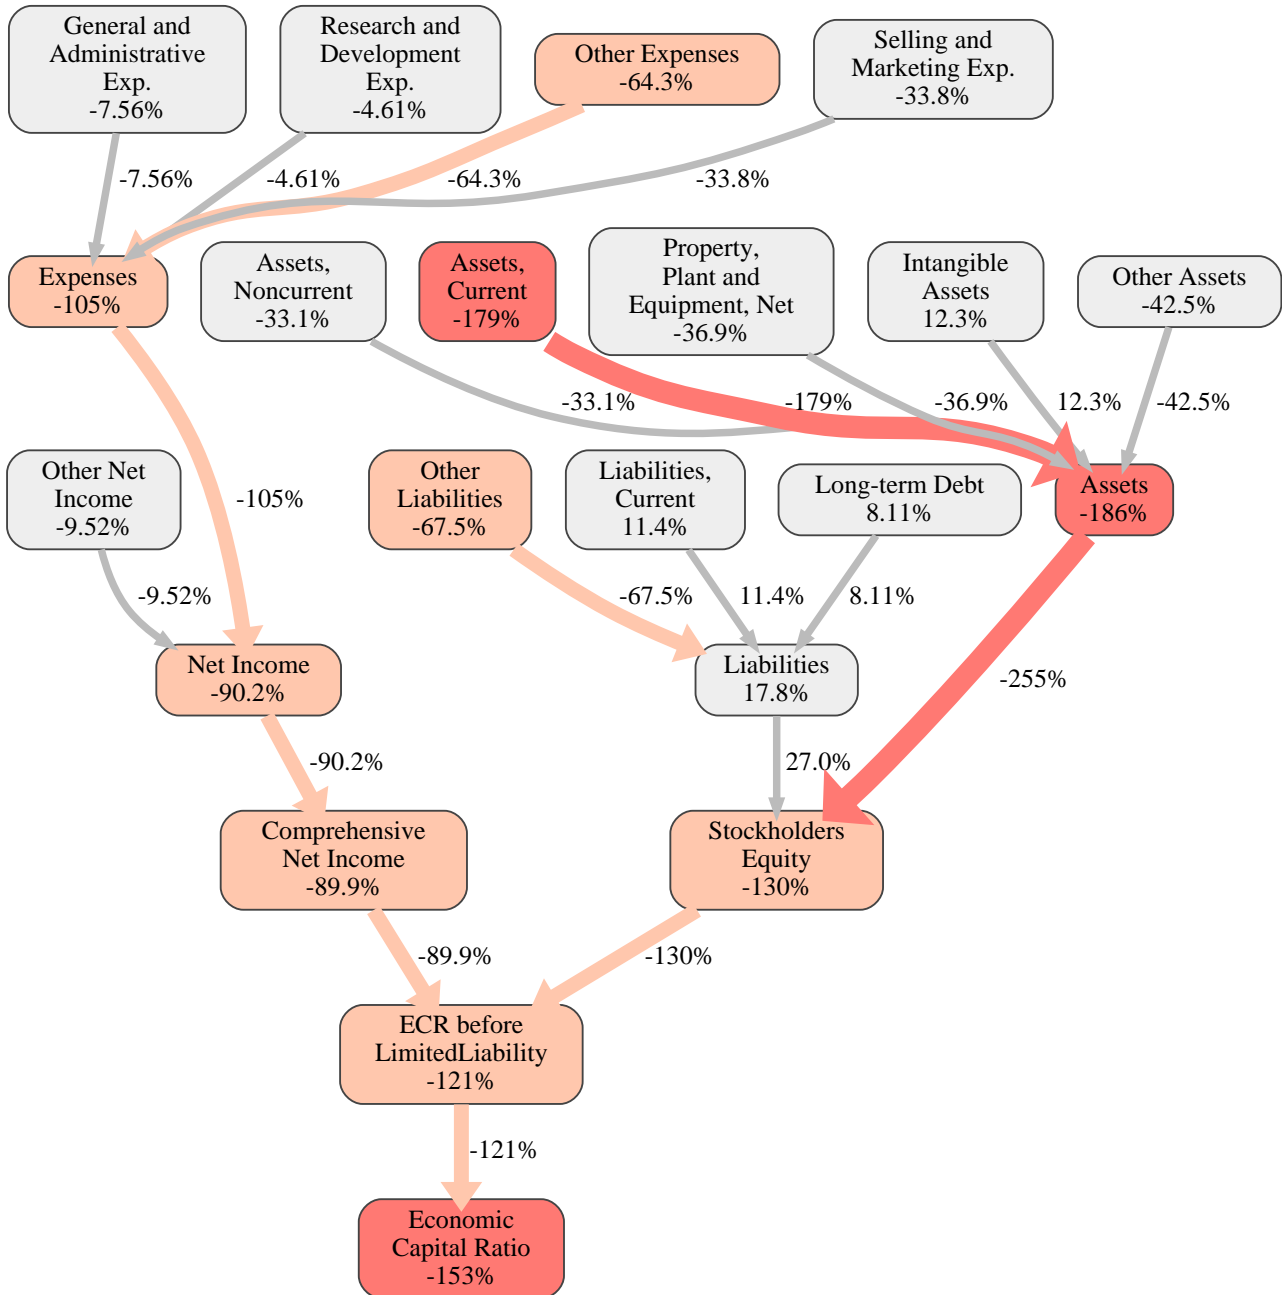 General and
Administrative
Exp.
-7.56%
Research and
Development
Exp.
-4.61%
Other Expenses
-64.3%
Selling and
Marketing Exp.
-33.8%
-7.56%
-4.61%
-64.3%
-33.8%
Expenses
-105%
Assets,
Noncurrent
-33.1%
Assets,
Current
-179%
Property,
Plant and
Equipment, Net
-36.9%
Intangible
Assets
12.3%
Other Assets
-42.5%
-33.1%
-179%
-36.9%
12.3%
-42.5%
Other Net
Income
-9.52%
-105%
Other
Liabilities
-67.5%
Liabilities,
Current
11.4%
Long-term Debt
8.11%
Assets
-186%
-9.52%
-67.5%
11.4%
8.11%
Net Income
-90.2%
Liabilities
17.8%
-255%
-90.2%
27.0%
Comprehensive
Net Income
-89.9%
Stockholders
Equity
-130%
-89.9%
-130%
ECR before
LimitedLiability
-121%
-121%
Economic
Capital Ratio
-153%